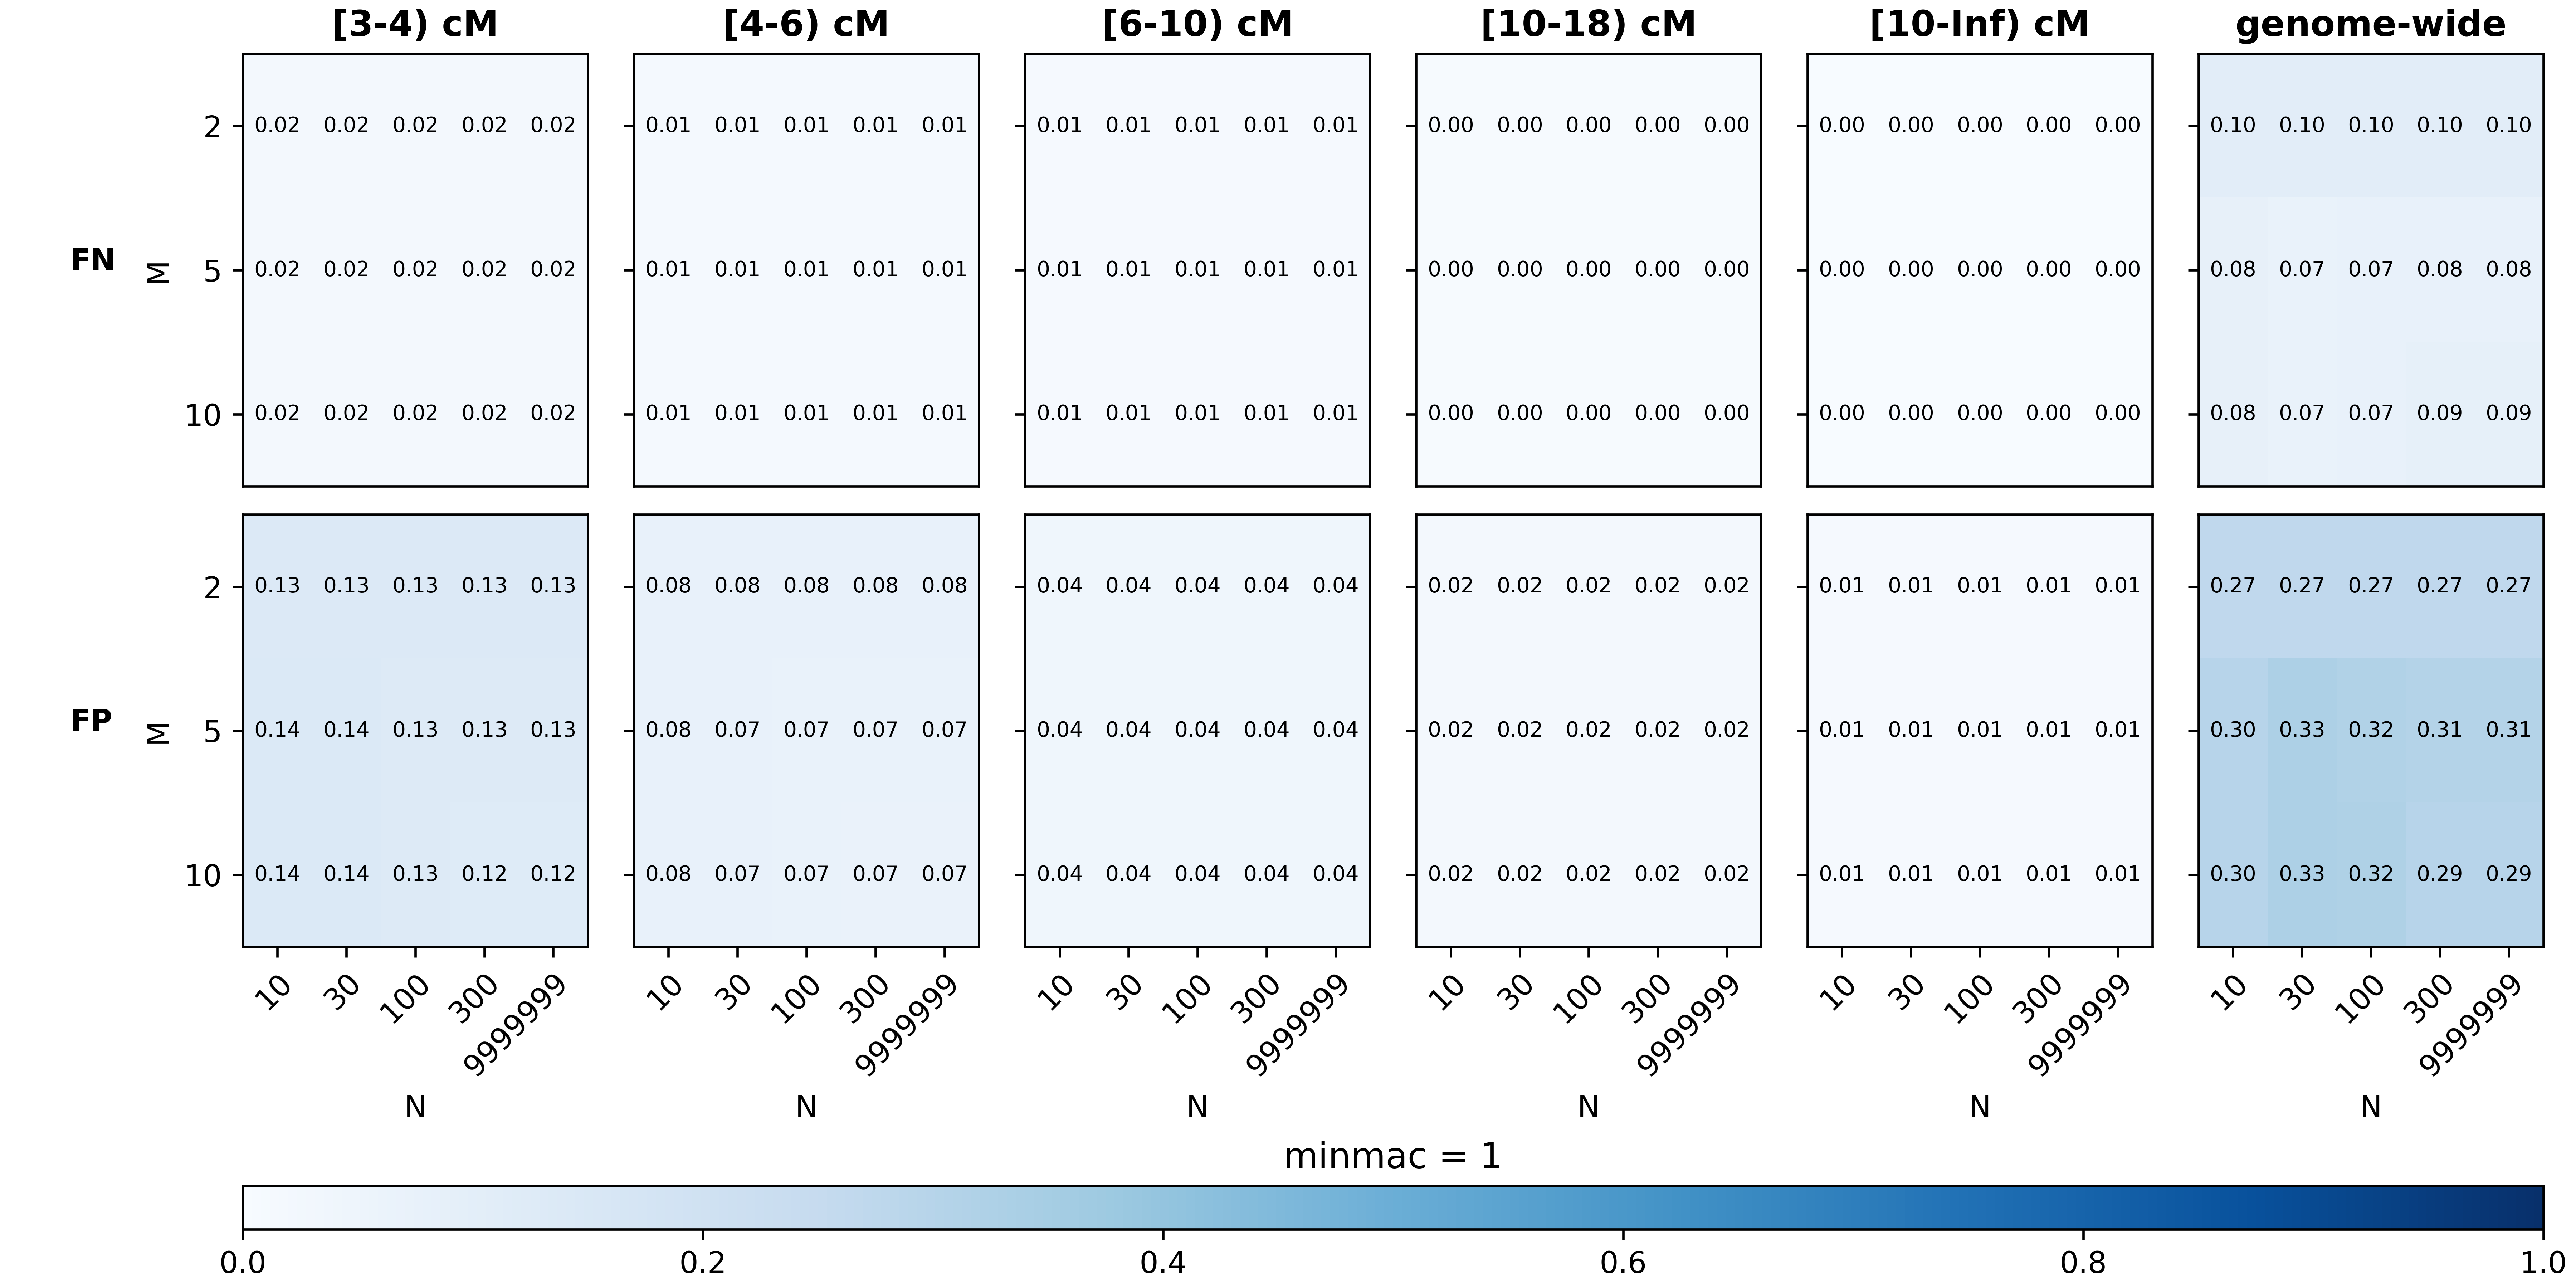 [3-4) cM [4-6) cM [6-10) cM [10-18) cM [10-Inf) cM genome-wide
2 0.02 0.02 0.02 0.02 0.02 0.01 0.01 0.01 0.01 0.01 0.01 0.01 0.01 0.01 0.01 0.00 0.00 0.00 0.00 0.00 0.00 0.00 0.00 0.00 0.00 0.10 0.10 0.10 0.10 0.10
FN M 5 0.02 0.02 0.02 0.02 0.02 0.01 0.01 0.01 0.01 0.01 0.01 0.01 0.01 0.01 0.01 0.00 0.00 0.00 0.00 0.00 0.00 0.00 0.00 0.00 0.00 0.08 0.07 0.07 0.08 0.08
10 0.02 0.02 0.02 0.02 0.02 0.01 0.01 0.01 0.01 0.01 0.01 0.01 0.01 0.01 0.01 0.00 0.00 0.00 0.00 0.00 0.00 0.00 0.00 0.00 0.00 0.08 0.07 0.07 0.09 0.09
2 0.13 0.13 0.13 0.13 0.13 0.08 0.08 0.08 0.08 0.08 0.04 0.04 0.04 0.04 0.04 0.02 0.02 0.02 0.02 0.02 0.01 0.01 0.01 0.01 0.01 0.27 0.27 0.27 0.27 0.27
FP M 5 0.14 0.14 0.13 0.13 0.13 0.08 0.07 0.07 0.07 0.07 0.04 0.04 0.04 0.04 0.04 0.02 0.02 0.02 0.02 0.02 0.01 0.01 0.01 0.01 0.01 0.30 0.33 0.32 0.31 0.31
10 0.14 0.14 0.13 0.12 0.12 0.08 0.07 0.07 0.07 0.07 0.04 0.04 0.04 0.04 0.04 0.02 0.02 0.02 0.02 0.02 0.01 0.01 0.01 0.01 0.01 0.30 0.33 0.32 0.29 0.29
10 30 100 300 99999999 10 30 100 300 99999999 10 30 100 300 99999999 10 30 100 300 99999999 10 30 100 300 99999999 10 30 100 300 99999999
N N N N N N
minmac = 1
0.0 0.2 0.4 0.6 0.8 1.0